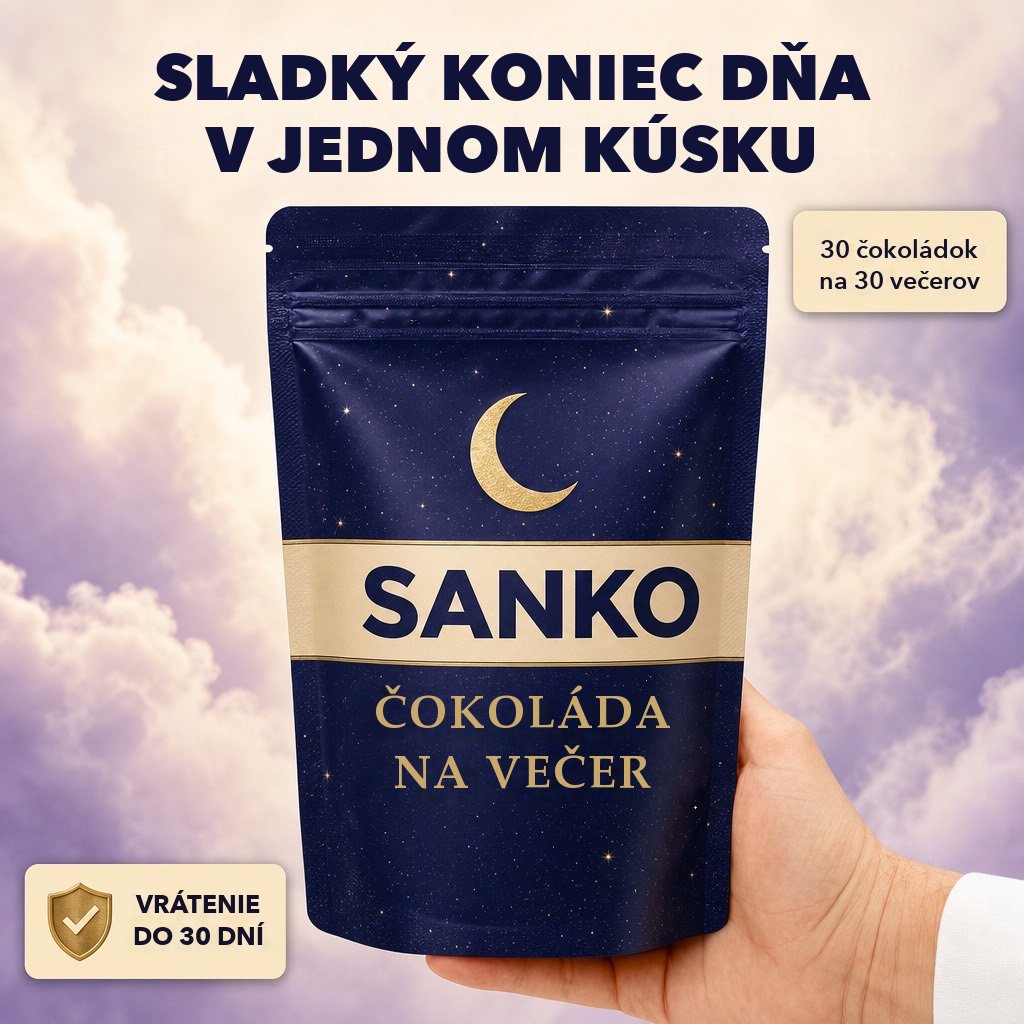 SLADKÝ KONIEC DŇA
V JEDNOM KÚSKU
30 čokoládok
na 30 večerov
SANKO
ČOKOLÁDA
NA VEČER
VRÁTENIE
DO 30 DNÍ